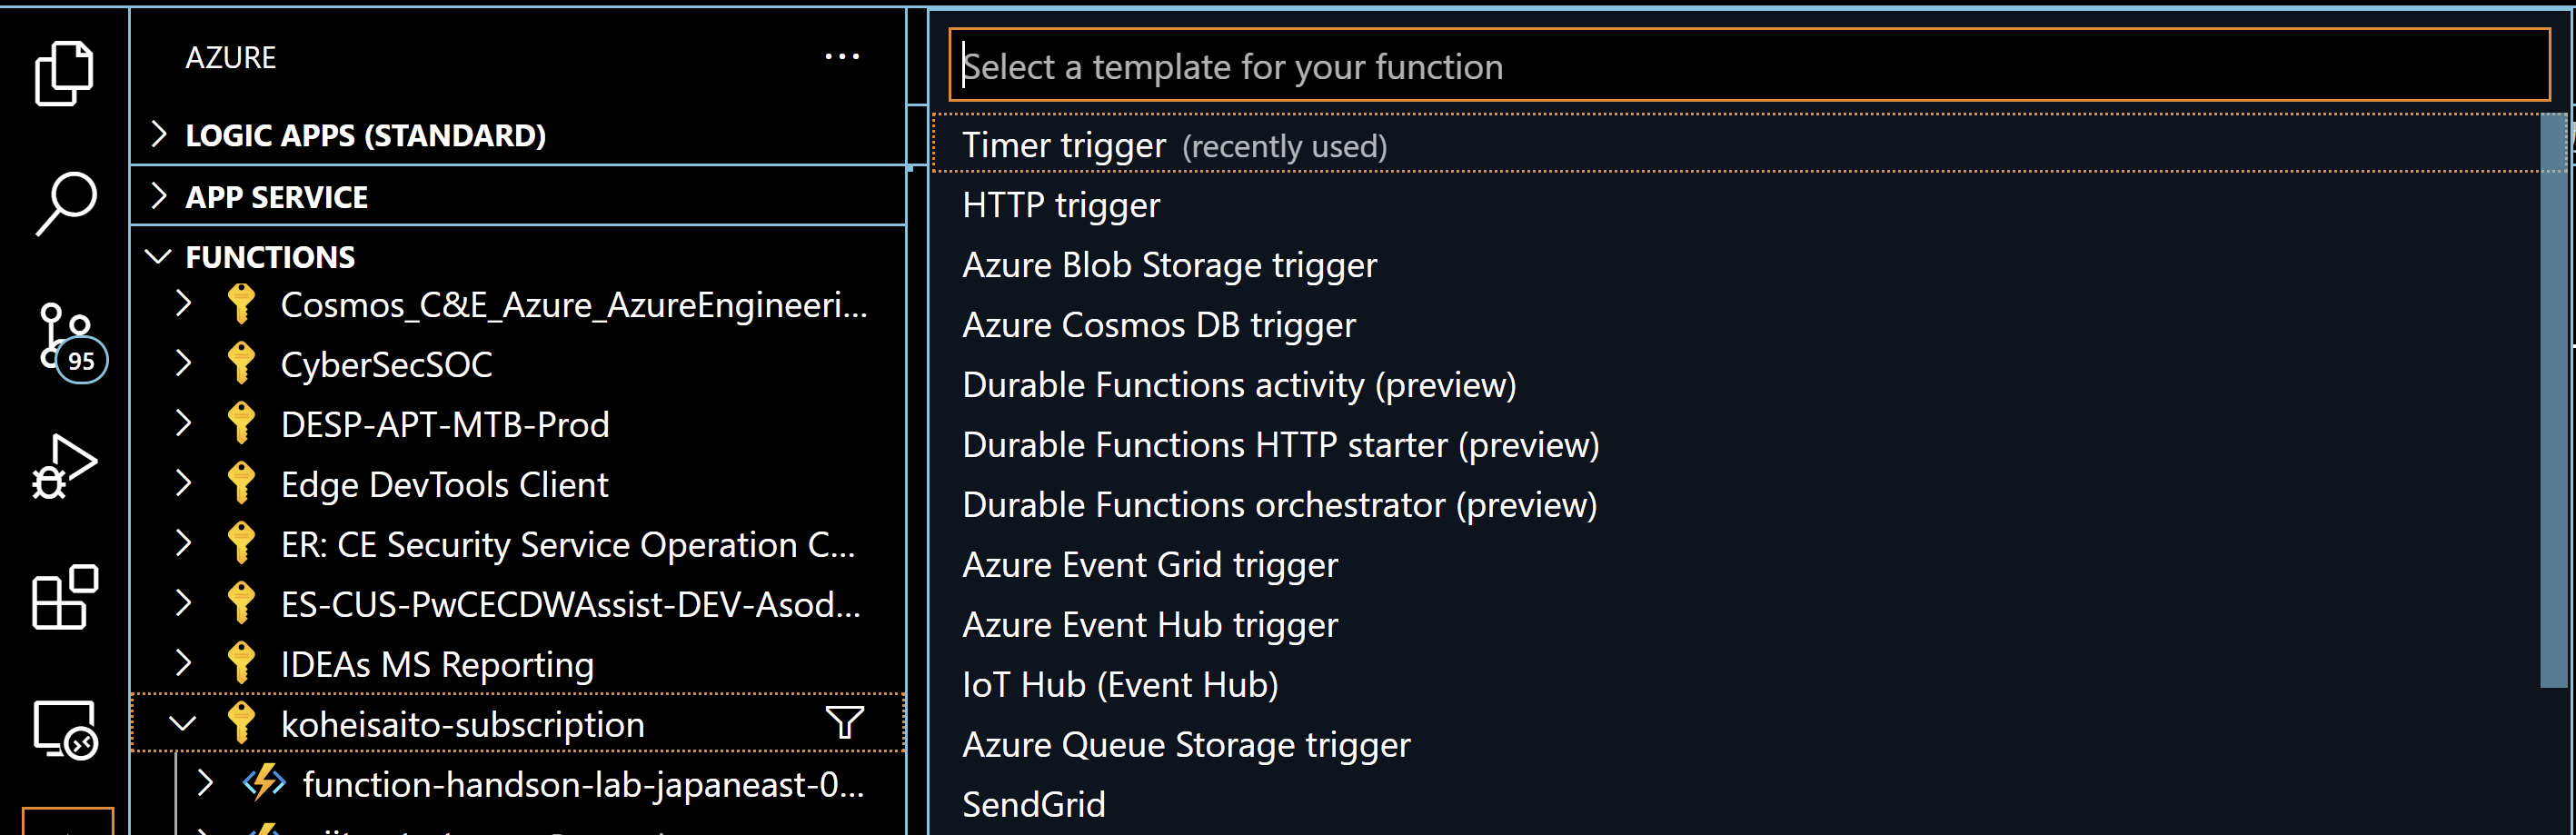 AZURE
LOGIC APPS (STANDARD)
APP SERVICE
FUNCTIONS
Cosmos_C&E_Azure_AzureEngineeri...
CyberSecSOC
DESP-APT-MTB-Prod
Edge DevTools Client
ER: CE Security Service Operation C...
ES-CUS-PwCECDWAssist-DEV-Asod...
IDEAs MS Reporting
koheisaito-subscription
function-handson-lab-japaneast-0...
95
Select a template for your function
Timer trigger (recently used)
HTTP trigger
Azure Blob Storage trigger
Azure Cosmos DB trigger
Durable Functions activity (preview)
Durable Functions HTTP starter (preview)
Durable Functions orchestrator (preview)
Azure Event Grid trigger
Azure Event Hub trigger
IoT Hub (Event Hub)
Azure Queue Storage trigger
SendGrid